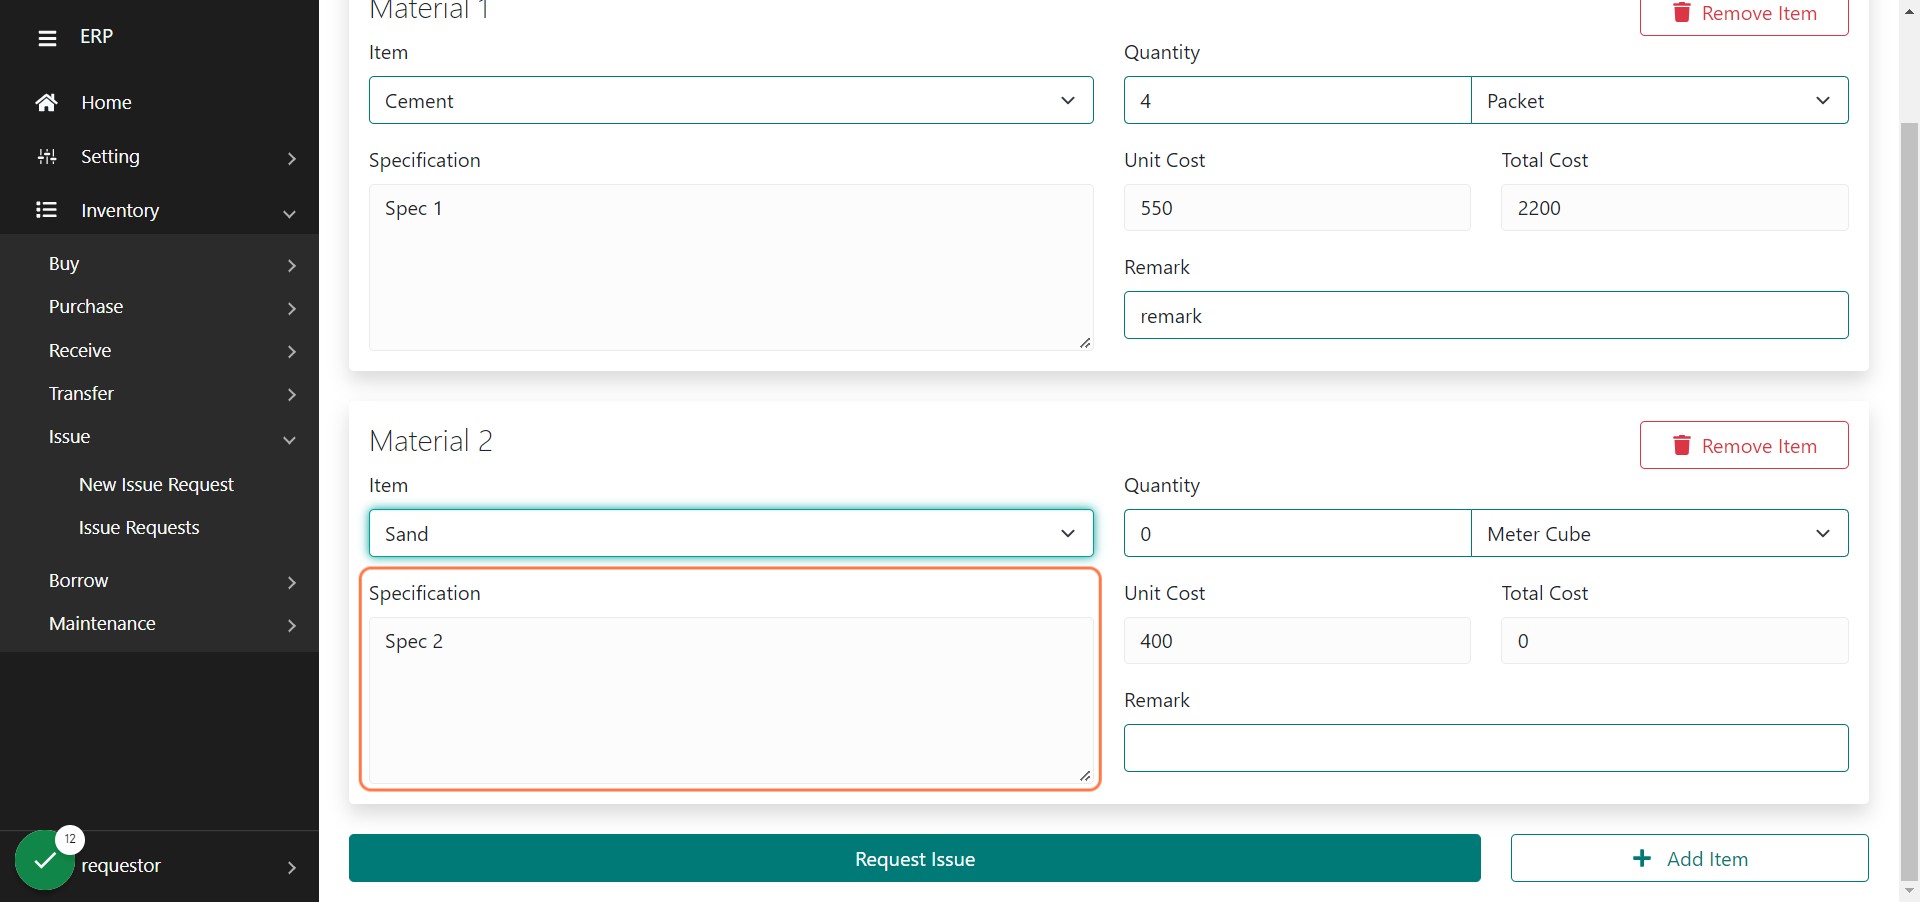 ERP
Home
Setting
Inventory
Buy
Purchase
Receive
Transfer
Issue
New Issue Request
Issue Requests
Borrow
Maintenance
12
requestor
Material 1
Remove Item
Item
Quantity
Cement
4
Packet
Specification
Unit Cost
Total Cost
Spec 1
550
2200
Remark
remark
Material 2
Remove Item
Item
Quantity
Sand
0
Meter Cube
Specification
Unit Cost
Total Cost
Spec 2
400
0
Remark
Request Issue
Add Item